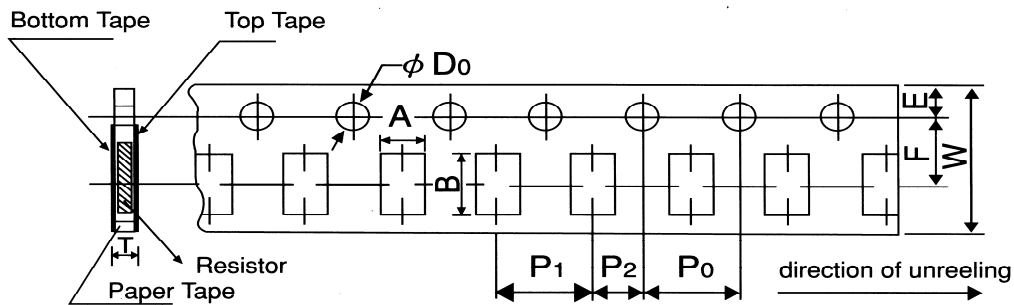 Bottom Tape
Top Tape
φ D0
A
B
E
F
W
T
Resistor
Paper Tape
P1
P2
P0
direction of unreeling